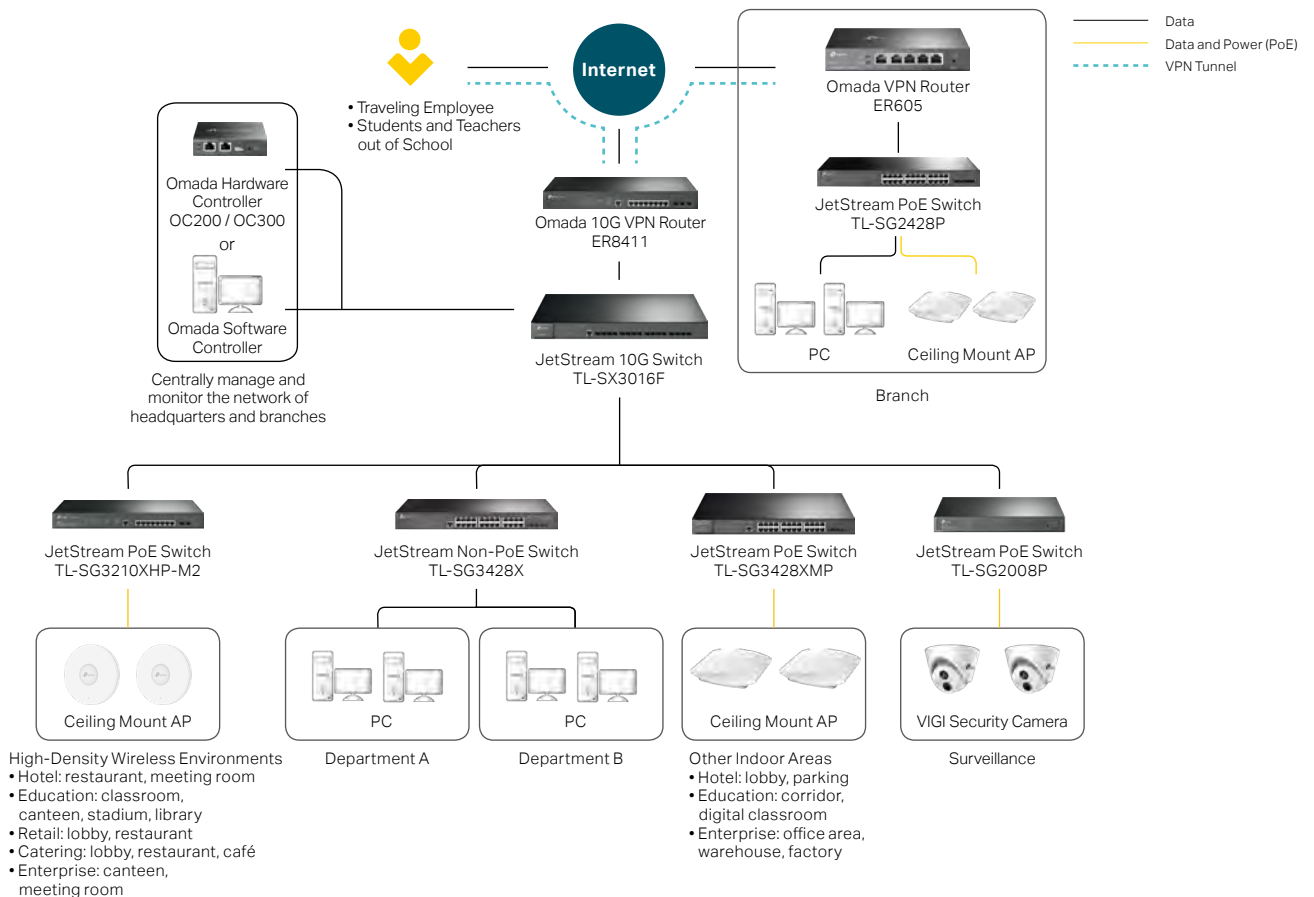 Data
Data and Power (PoE)
VPN Tunnel
Internet
• Traveling Employee
• Students and Teachers
out of School
Omada VPN Router
ER605
JetStream PoE Switch
TL-SG2428P
PC
Ceiling Mount AP
Branch
Omada Hardware
Controller
OC200 / OC300
or
Omada Software
Controller
Centrally manage and
monitor the network of
headquarters and branches
Omada 10G VPN Router
ER8411
JetStream 10G Switch
TL-SX3016F
JetStream PoE Switch
TL-SG3210XHP-M2
JetStream Non-PoE Switch
TL-SG3428X
JetStream PoE Switch
TL-SG3428XMP
JetStream PoE Switch
TL-SG2008P
Ceiling Mount AP
PC
PC
Ceiling Mount AP
VIGI Security Camera
High-Density Wireless Environments
• Hotel: restaurant, meeting room
• Education: classroom,
canteen, stadium, library
• Retail: lobby, restaurant
• Catering: lobby, restaurant, café
• Enterprise: canteen,
meeting room
Department A
Department B
Other Indoor Areas
• Hotel: lobby, parking
• Education: corridor,
digital classroom
• Enterprise: office area,
warehouse, factory
Surveillance